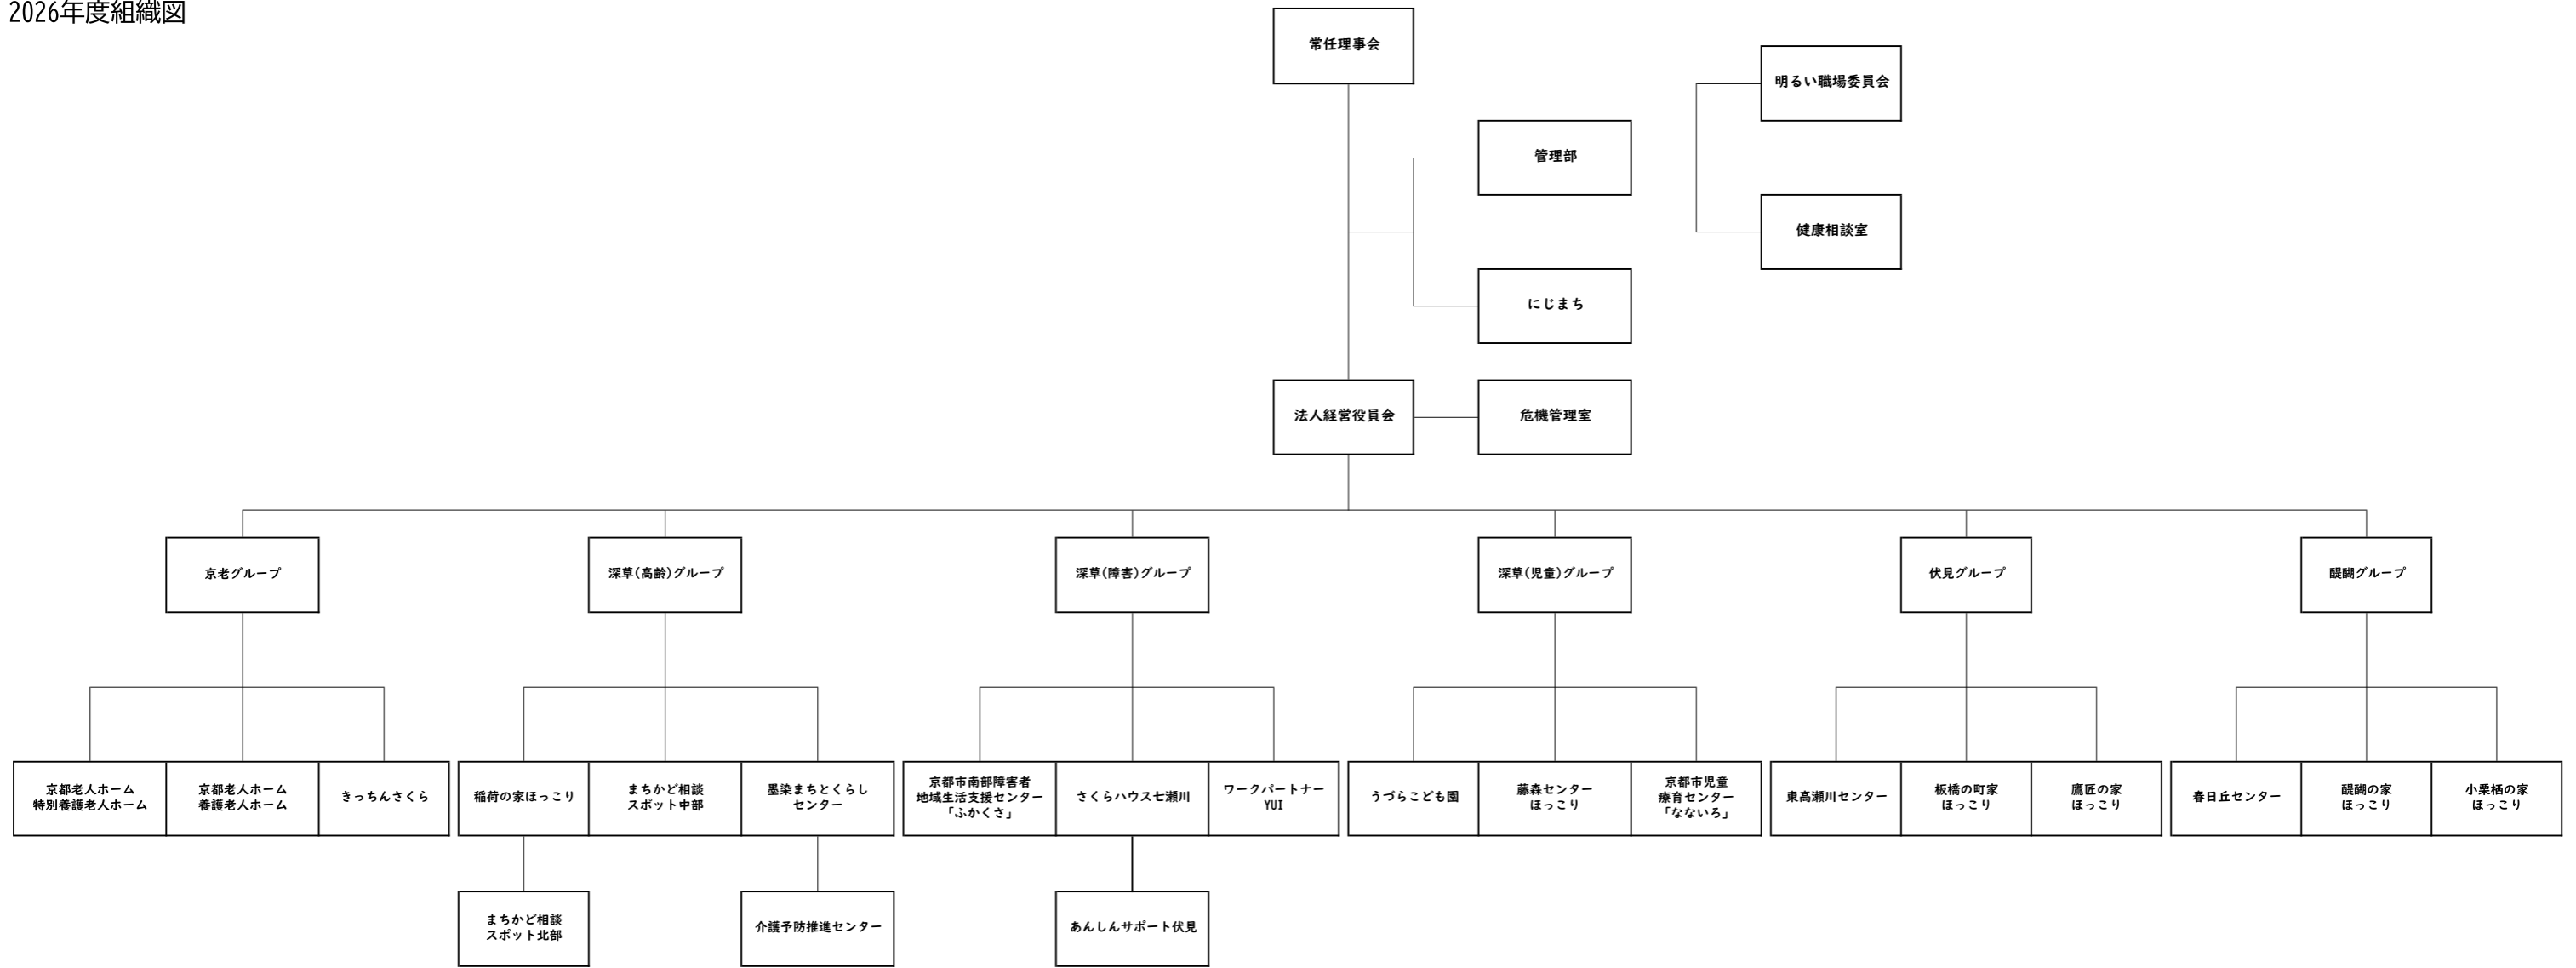 2026年度組織図
常任理事会
明るい職場委員会
管理部
健康相談室
にじまち
法人経営役員会
危機管理室
京老グループ
深草(高齢)グループ
深草(障害)グループ
深草(児童)グループ
伏見グループ
醍醐グループ
京都老人ホーム
特別養護老人ホーム
京都老人ホーム
養護老人ホーム
きっちんさくら
稲荷の家ほっこり
まちかど相談
スポット中部
墨染まちとくらし
センター
京都市南部障害者
地域生活支援センター
「ふかくさ」
さくらハウス七瀬川
ワークパートナー
YUI
うづらこども園
藤森センター
ほっこり
京都市児童
療育センター
「なないろ」
東高瀬川センター
板橋の町家
ほっこり
鷹匠の家
ほっこり
春日丘センター
醍醐の家
ほっこり
小栗栖の家
ほっこり
まちかど相談
スポット北部
介護予防推進センター
あんしんサポート伏見